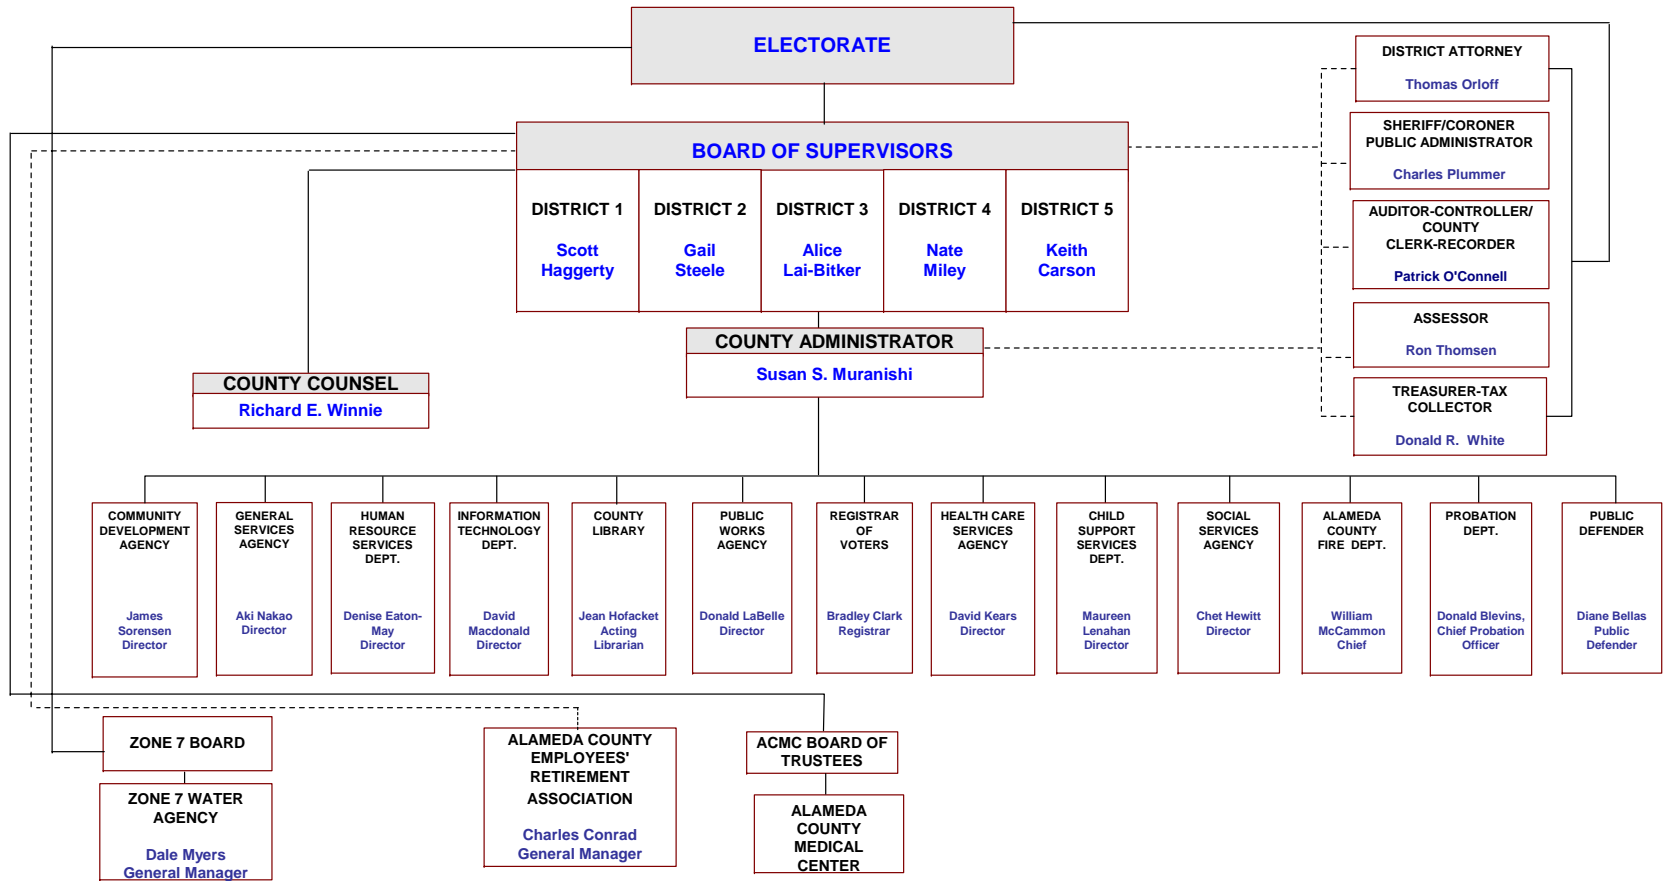 ELECTORATE
DISTRICT ATTORNEY
Thomas Orloff
SHERIFF/CORONER
PUBLIC ADMINISTRATOR
Charles Plummer
AUDITOR-CONTROLLER/
COUNTY
CLERK-RECORDER
Patrick O'Connell
ASSESSOR
Ron Thomsen
TREASURER-TAX
COLLECTOR
Donald R. White
BOARD OF SUPERVISORS
DISTRICT 1
Scott
Haggerty
DISTRICT 2
Gail
Steele
DISTRICT 3
Alice
Lai-Bitker
DISTRICT 4
Nate
Miley
DISTRICT 5
Keith
Carson
COUNTY ADMINISTRATOR
Susan S. Muranishi
COUNTY COUNSEL
Richard E. Winnie
COMMUNITY
DEVELOPMENT
AGENCY
James
Sorensen
Director
GENERAL
SERVICES
AGENCY
Aki Nakao
Director
HUMAN
RESOURCE
SERVICES
DEPT.
Denise Eaton-
May
Director
INFORMATION
TECHNOLOGY
DEPT.
David
Macdonald
Director
COUNTY
LIBRARY
Jean Hofacket
Acting
Librarian
PUBLIC
WORKS
AGENCY
Donald LaBelle
Director
REGISTRAR
OF
VOTERS
Bradley Clark
Registrar
HEALTH CARE
SERVICES
AGENCY
David Kears
Director
CHILD
SUPPORT
SERVICES
DEPT.
Maureen
Lenahan
Director
SOCIAL
SERVICES
AGENCY
Chet Hewitt
Director
ALAMEDA
COUNTY
FIRE DEPT.
William
McCammon
Chief
PROBATION
DEPT.
Donald Blevins,
Chief Probation
Officer
PUBLIC
DEFENDER
Diane Bellas
Public
Defender
ZONE 7 BOARD
ZONE 7 WATER
AGENCY
Dale Myers
General Manager
ALAMEDA COUNTY
EMPLOYEES'
RETIREMENT
ASSOCIATION
Charles Conrad
General Manager
ACMC BOARD OF
TRUSTEES
ALAMEDA
COUNTY
MEDICAL
CENTER